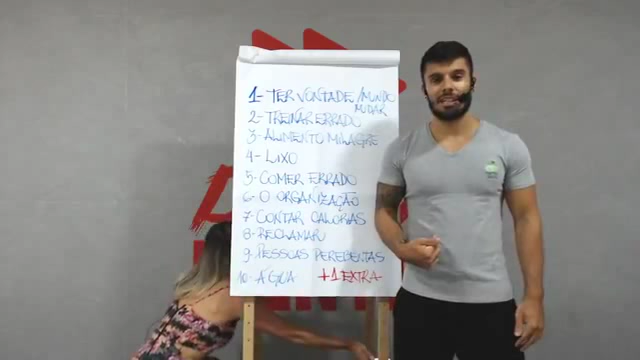 1- TER VONTADE/MUNDO
MUDAR
2- TREINAR ERRADO
3- ALIMENTO MILAGRE
4- LIXO
5- COMER ERRADO
6- O ORGANIZAÇÃO
7- CONTAR CALORIAS
8- RECLAMAR
9- PESSOAS
10- ÁGUA +1 EXTRA